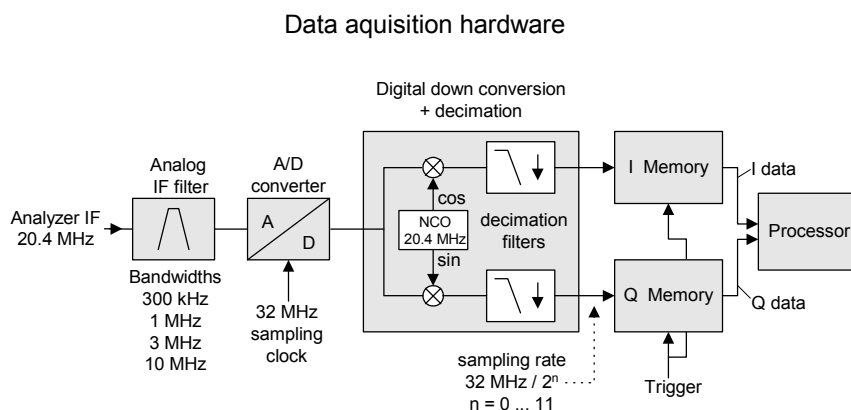 Data aquisition hardware
Digital down conversion
+ decimation
Analog
IF filter
A/D
converter
Analyzer IF
20.4 MHz
A
D
cos
NCO
20.4 MHz
sin
decimation
filters
I Memory
I data
Processor
Q Memory
Q data
Bandwidths
300 kHz
1 MHz
3 MHz
10 MHz
32 MHz
sampling
clock
sampling rate
32 MHz / 2ⁿ
n = 0 ... 11
Trigger